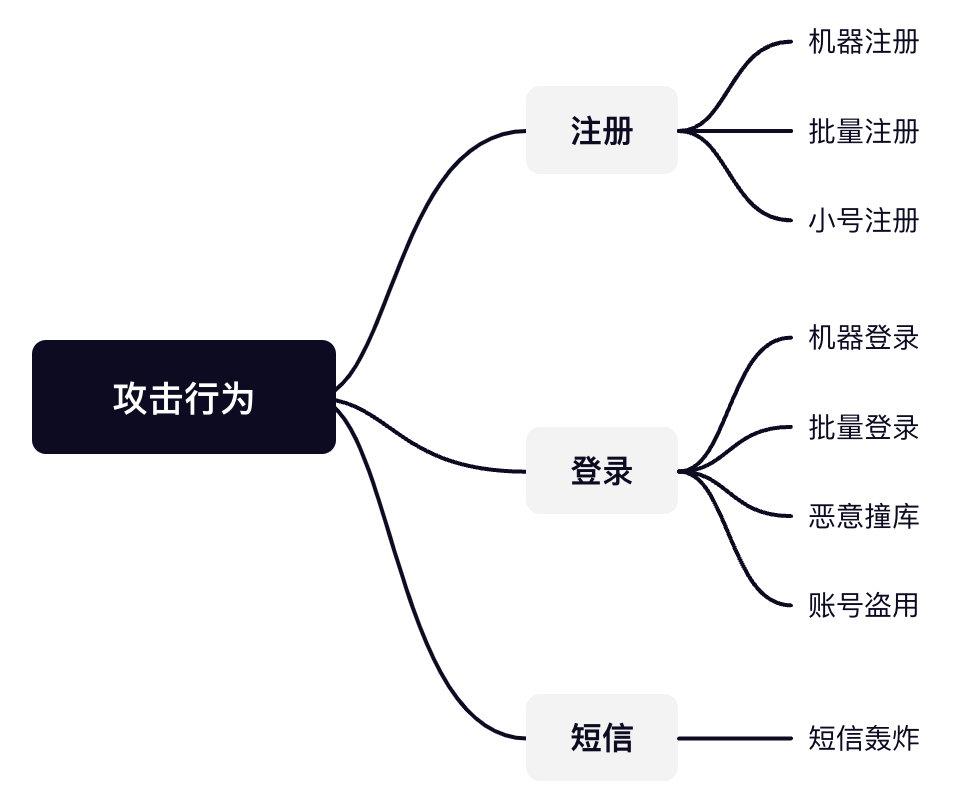 攻击行为
注册
机器注册
批量注册
小号注册
登录
机器登录
批量登录
恶意撞库
账号盗用
短信
短信轰炸